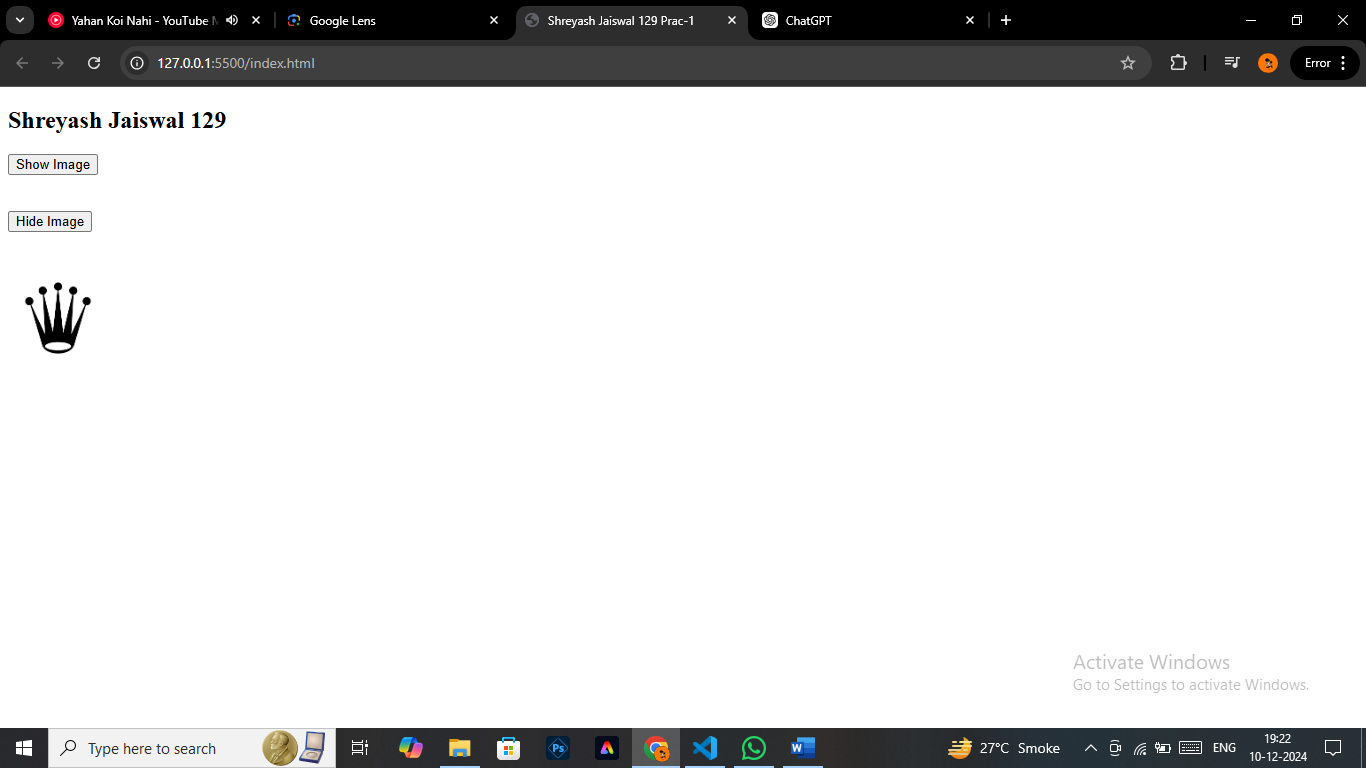 Yahan Koi Nahi - YouTube M
Google Lens
Shreyash Jaiswal 129 Prac-1
ChatGPT
127.0.0.1:5500/index.html
Error
Shreyash Jaiswal 129
Show Image
Hide Image
Activate Windows
Go to Settings to activate Windows.
Type here to search
Ps
W
27°C Smoke
ENG
19:22
10-12-2024